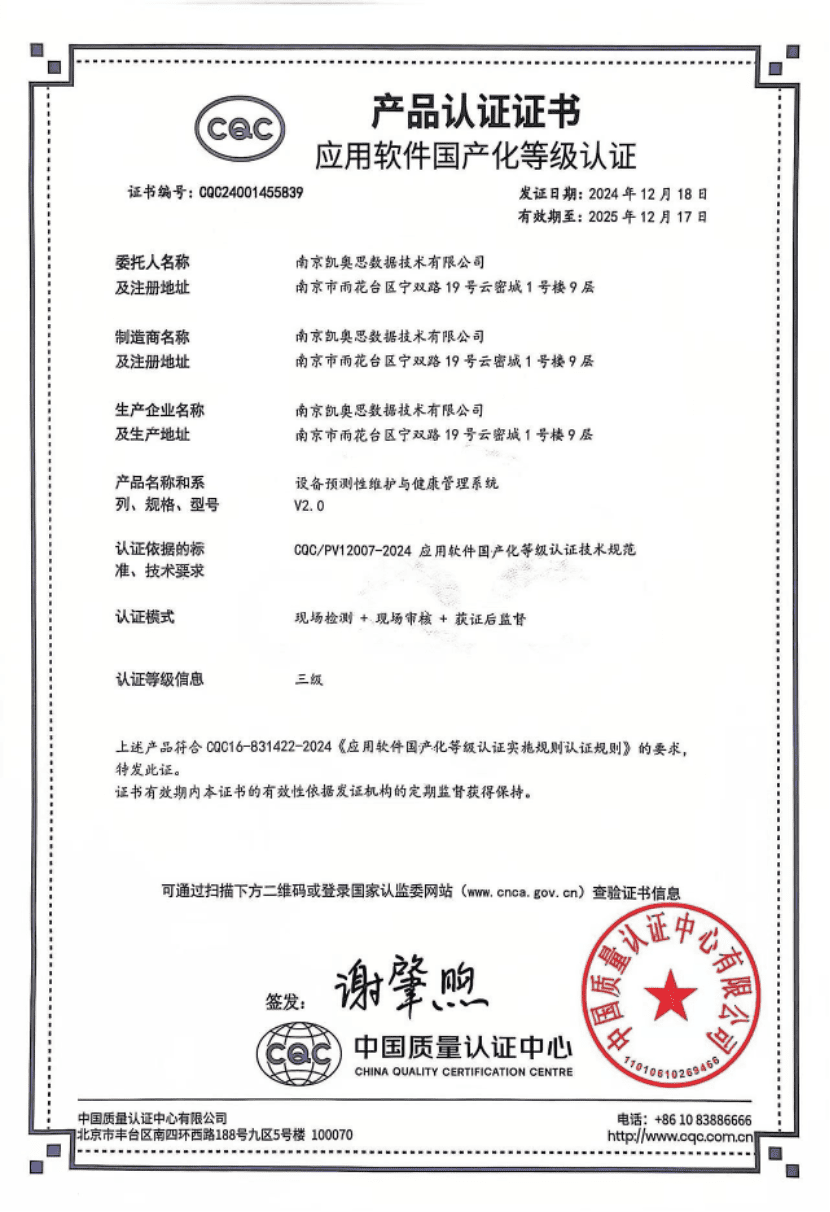 CQC
产品认证证书
应用软件国产化等级认证
证书编号：CQC24001455839
发证日期：2024 年 12 月 18 日
有效期至：2025 年 12 月 17 日
委托人名称 南京凯奥思数据技术有限公司
及注册地址 南京市雨花台区宁双路 19 号云密城 1 号楼 9 层
制造商名称 南京凯奥思数据技术有限公司
及注册地址 南京市雨花台区宁双路 19 号云密城 1 号楼 9 层
生产企业名称 南京凯奥思数据技术有限公司
及生产地址 南京市雨花台区宁双路 19 号云密城 1 号楼 9 层
产品名称和系 设备预测性维护与健康管理系统
列、规格、型号 V2.0
认证依据的标 CQC/PV12007-2024 应用软件国产化等级认证技术规范
准、技术要求
认证模式 现场检测 + 现场审核 + 获证后监督
认证等级信息 三级
上述产品符合 CQC16-831422-2024《应用软件国产化等级认证实施规则认证规则》的要求，
特发此证。
证书有效期内本证书的有效性依据发证机构的定期监督获得保持。
可通过扫描下方二维码或登录国家认监委网站（www.cnca.gov.cn）查验证书信息
签发： 谢肇煦
CQC 中国质量认证中心
CHINA QUALITY CERTIFICATION CENTRE
中国质量认证中心有限公司
11010610269466
中国质量认证中心有限公司
北京市丰台区南四环西路188号九区5号楼 100070
电话：+86 10 83886666
http://www.cqc.com.cn